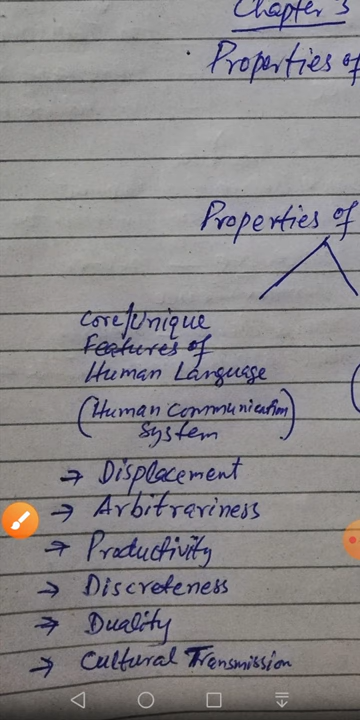 Chapter 3
Properties of
Properties of
Core/Unique
Features of
Human Language
(Human Communication)
System
→ Displacement
→ Arbitrariness
→ Productivity
→ Discreteness
→ Duality
→ Cultural Transmission